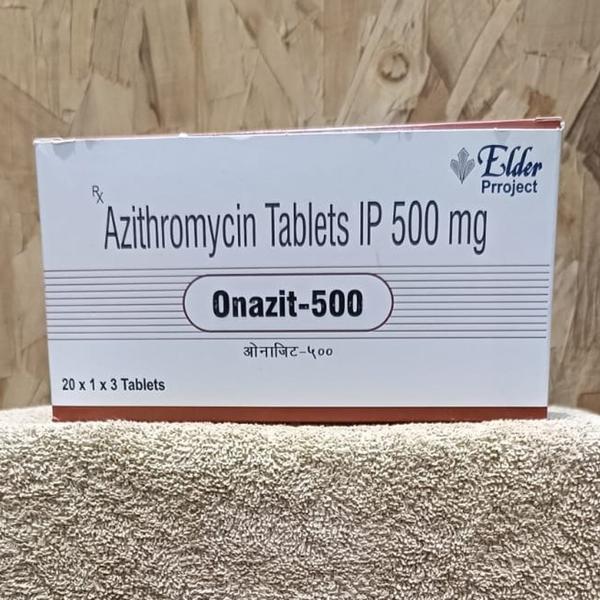 Elder
Prroject
Rx
Azithromycin Tablets IP 500 mg
Onazit-500
ओनाजिट-५००
20 x 1 x 3 Tablets